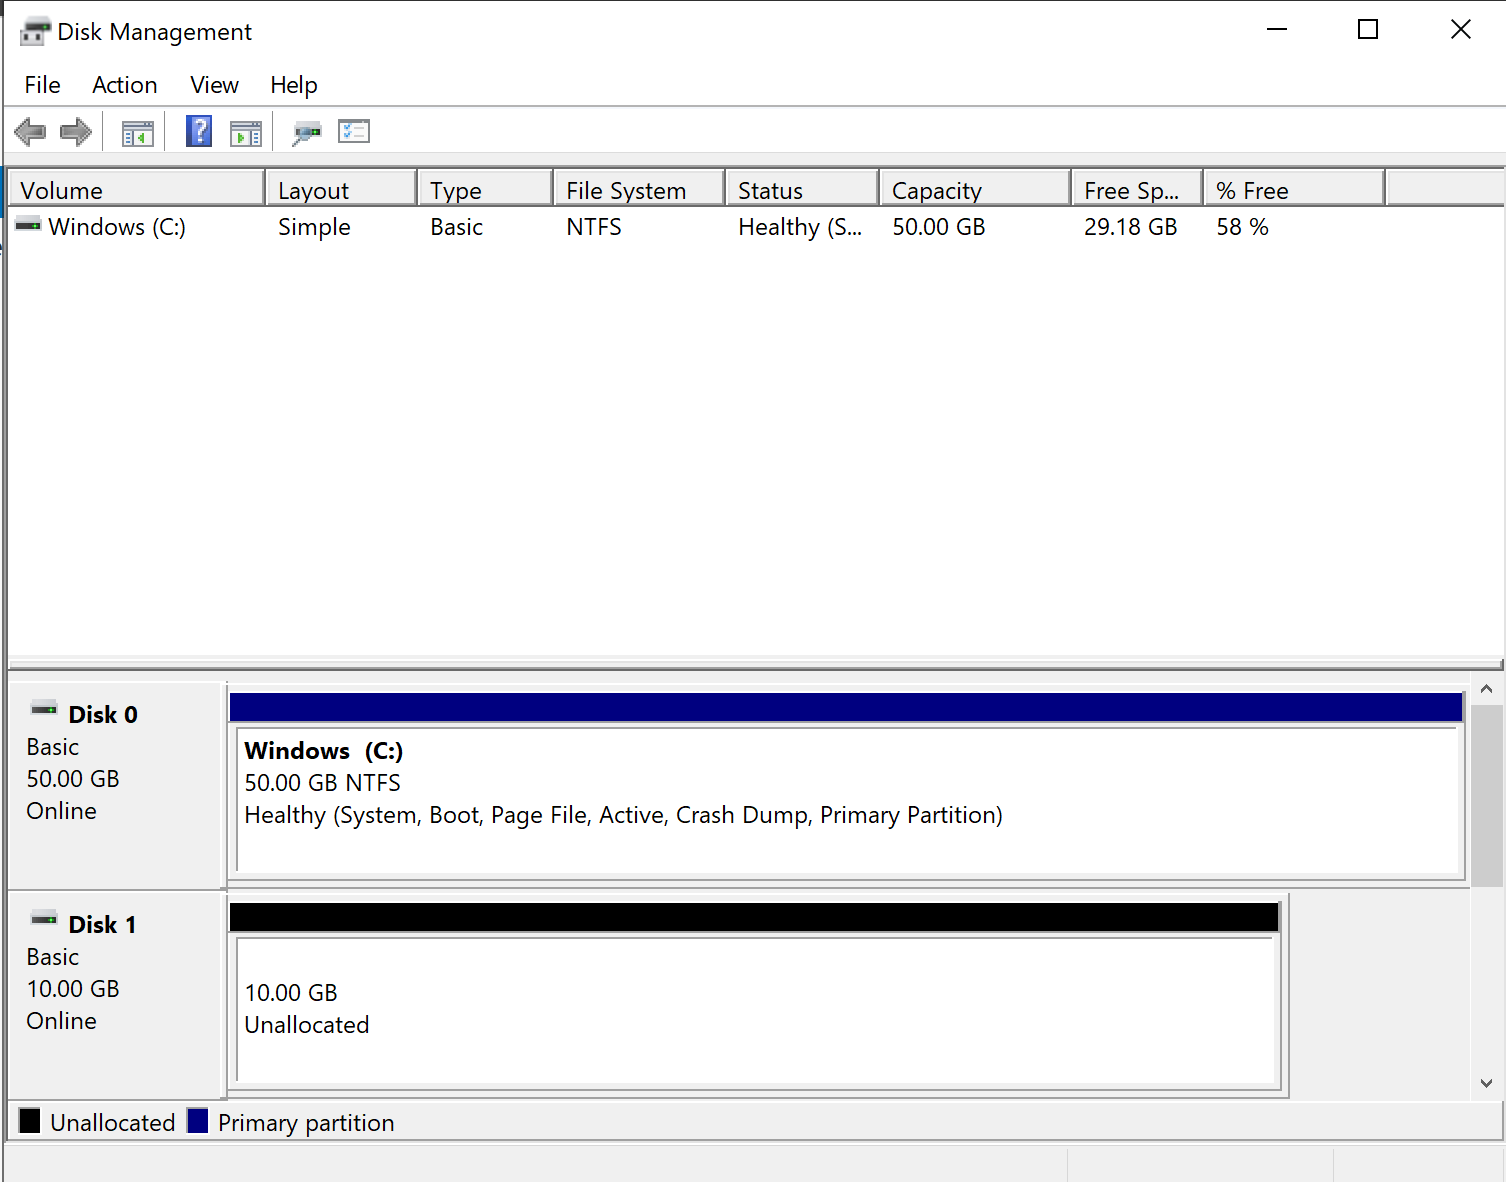 Disk Management
File Action View Help
Volume Layout Type File System Status Capacity Free Sp... % Free
Windows (C:) Simple Basic NTFS Healthy (S... 50.00 GB 29.18 GB 58 %
Disk 0
Basic
50.00 GB
Online
Windows (C:)
50.00 GB NTFS
Healthy (System, Boot, Page File, Active, Crash Dump, Primary Partition)
Disk 1
Basic
10.00 GB
Online
10.00 GB
Unallocated
Unallocated Primary partition